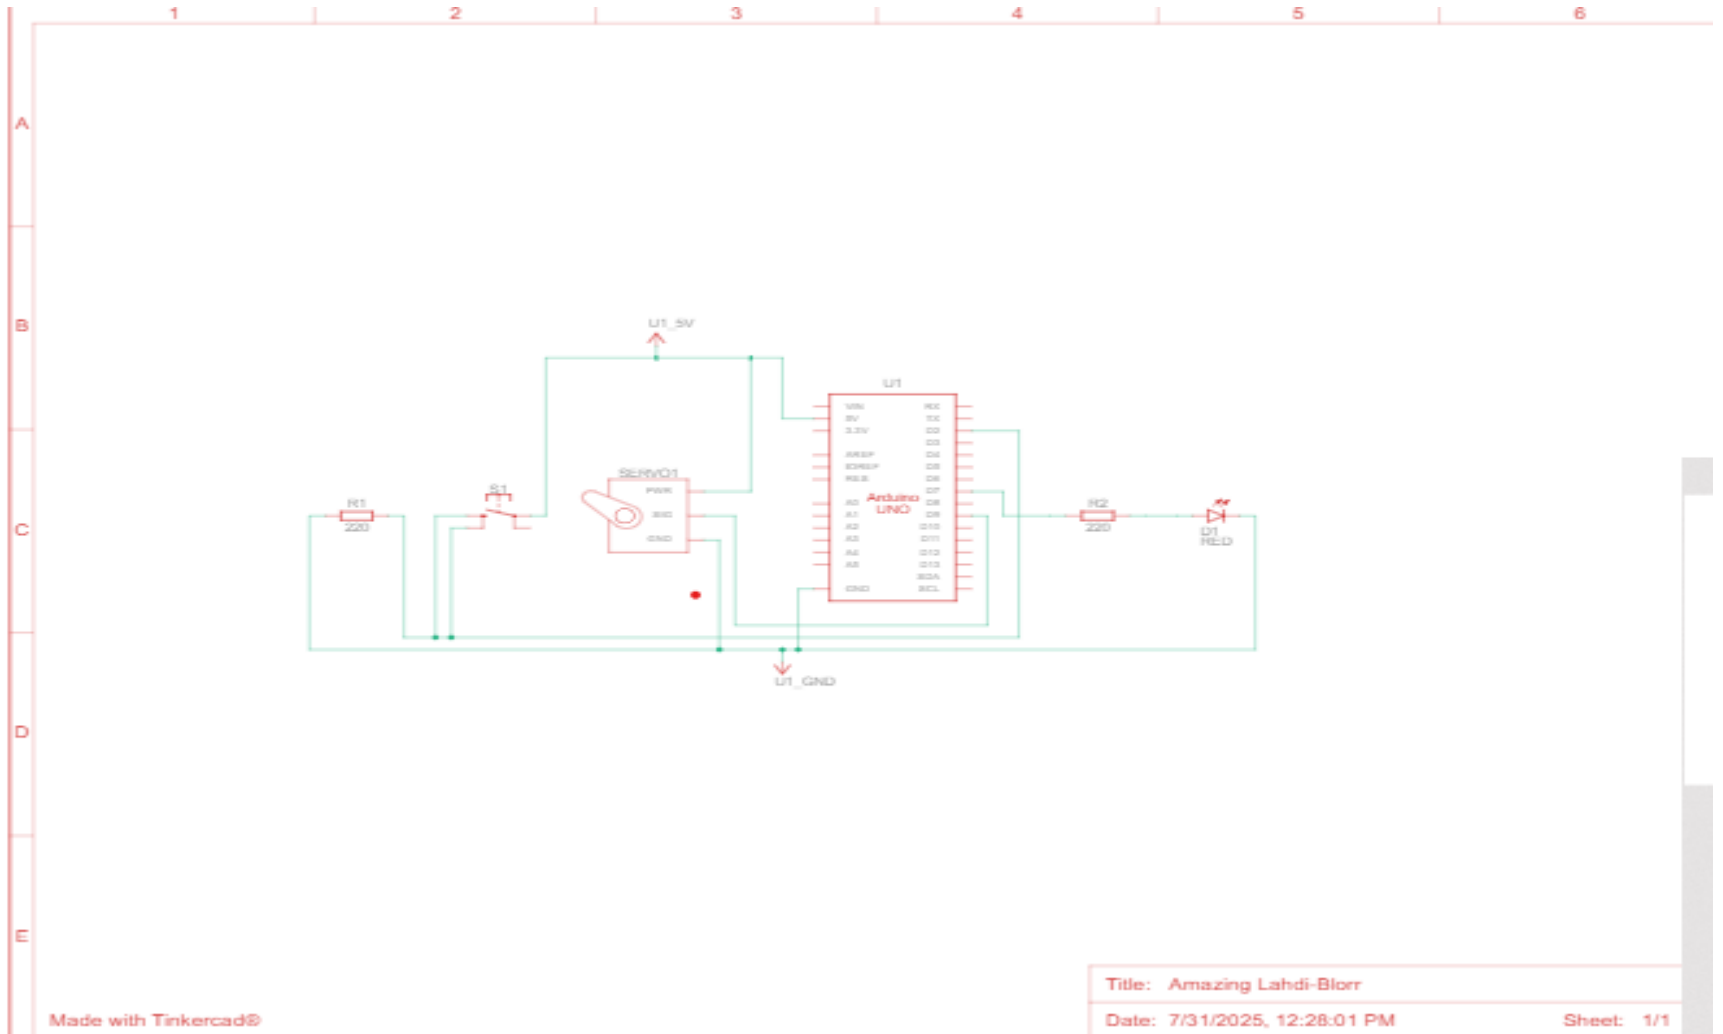 1 2 3 4 5 6
A
B
U1_5V
U1
VIN RX
5V TX
3.3V D2
D3
AREF D4
IOREF D5
RES D6
D7
A0 D8
A1 D9
A2 D10
A3 D11
A4 D12
A5 D13
SDA
GND SCL
Arduino
UNO
SERVO1
PWR
SIG
GND
S1
R1
220
R2
220
D1
RED
C
U1_GND
D
E
Title: Amazing Lahdi-Blorr
Made with Tinkercad®
Date: 7/31/2025, 12:28:01 PM Sheet: 1/1